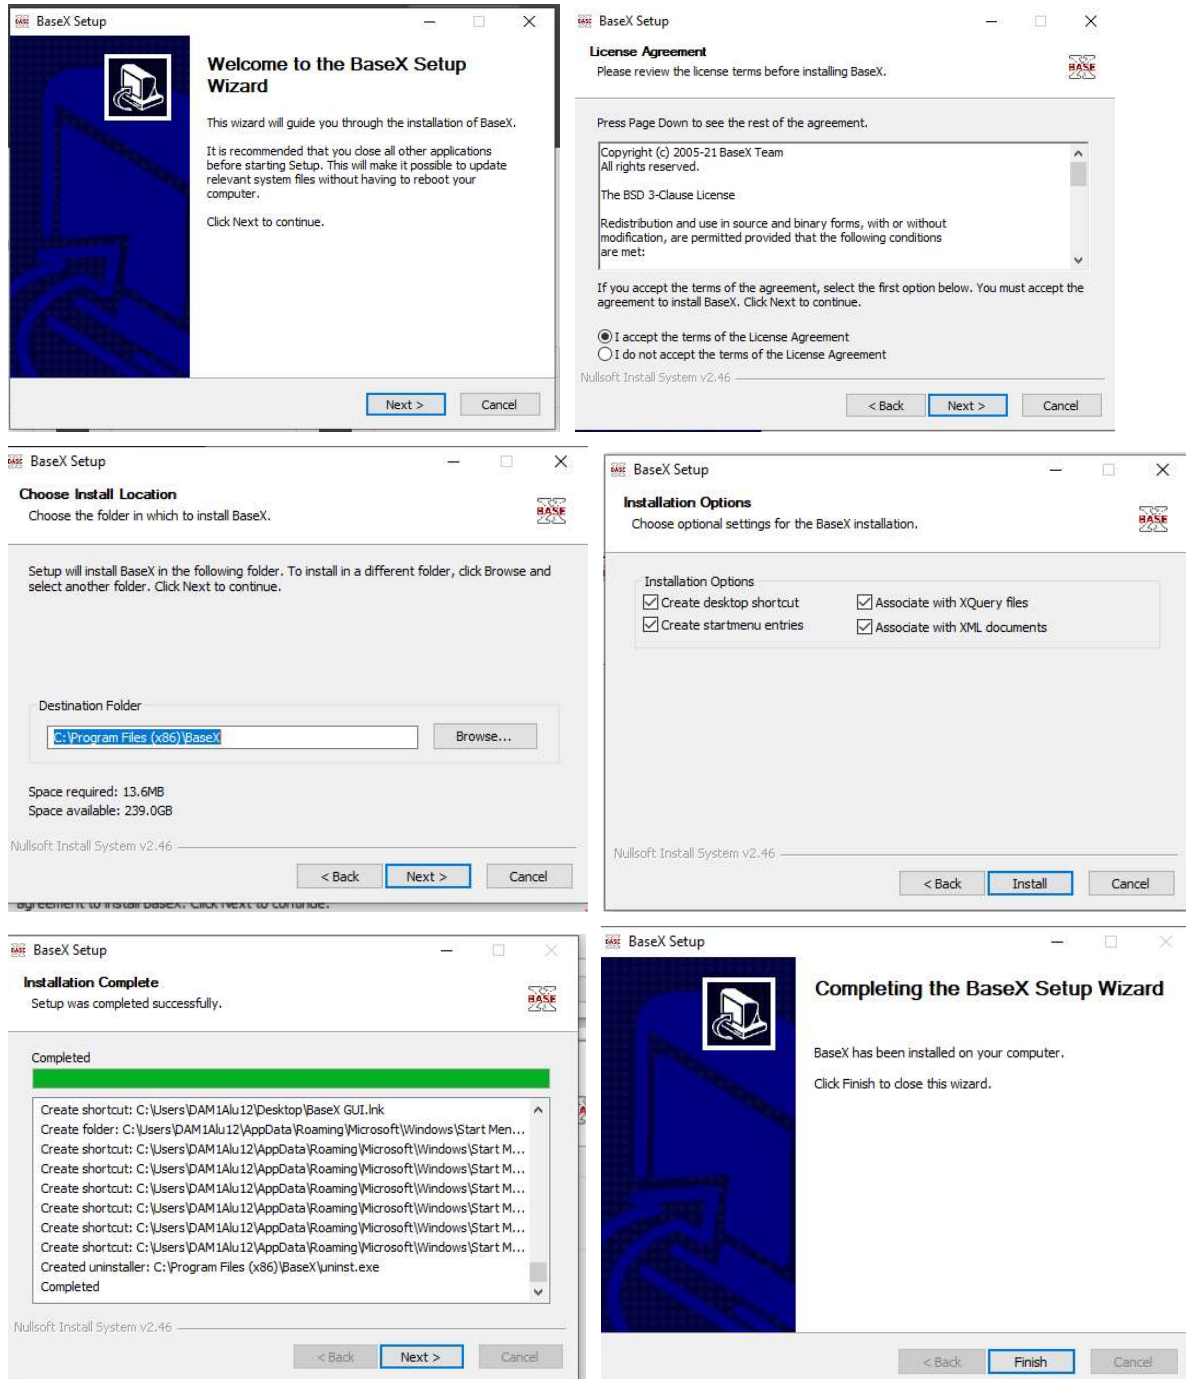 BaseX Setup
Welcome to the BaseX Setup
Wizard
This wizard will guide you through the installation of BaseX.
It is recommended that you close all other applications
before starting Setup. This will make it possible to update
relevant system files without having to reboot your
computer.
Click Next to continue.
Next >
Cancel
BaseX Setup
License Agreement
Please review the license terms before installing BaseX.
BASE
Press Page Down to see the rest of the agreement.
Copyright (c) 2005-21 BaseX Team
All rights reserved.
The BSD 3-Clause License
Redistribution and use in source and binary forms, with or without
modification, are permitted provided that the following conditions
are met:
If you accept the terms of the agreement, select the first option below. You must accept the
agreement to install BaseX. Click Next to continue.
I accept the terms of the License Agreement
I do not accept the terms of the License Agreement
Nullsoft Install System v2.46
< Back
Next >
Cancel
BaseX Setup
Choose Install Location
Choose the folder in which to install BaseX.
BASE
Setup will install BaseX in the following folder. To install in a different folder, click Browse and
select another folder. Click Next to continue.
Destination Folder
C:\Program Files (x86)\BaseX
Browse...
Space required: 13.6MB
Space available: 239.0GB
Nullsoft Install System v2.46
< Back
Next >
Cancel
agreement to install BaseX. Click Next to continue.
BaseX Setup
Installation Options
Choose optional settings for the BaseX installation.
BASE
Installation Options
Create desktop shortcut
Associate with XQuery files
Create startmenu entries
Associate with XML documents
Nullsoft Install System v2.46
< Back
Install
Cancel
BaseX Setup
Installation Complete
Setup was completed successfully.
BASE
Completed
Create shortcut: C:\Users\DAM1Alu12\Desktop\BaseX GUI.lnk
Create folder: C:\Users\DAM1Alu12\AppData\Roaming\Microsoft\Windows\Start Men...
Create shortcut: C:\Users\DAM1Alu12\AppData\Roaming\Microsoft\Windows\Start M...
Create shortcut: C:\Users\DAM1Alu12\AppData\Roaming\Microsoft\Windows\Start M...
Create shortcut: C:\Users\DAM1Alu12\AppData\Roaming\Microsoft\Windows\Start M...
Create shortcut: C:\Users\DAM1Alu12\AppData\Roaming\Microsoft\Windows\Start M...
Create shortcut: C:\Users\DAM1Alu12\AppData\Roaming\Microsoft\Windows\Start M...
Create shortcut: C:\Users\DAM1Alu12\AppData\Roaming\Microsoft\Windows\Start M...
Created uninstaller: C:\Program Files (x86)\BaseX\uninst.exe
Completed
Nullsoft Install System v2.46
< Back
Next >
Cancel
BaseX Setup
Completing the BaseX Setup Wizard
BaseX has been installed on your computer.
Click Finish to close this wizard.
< Back
Finish
Cancel